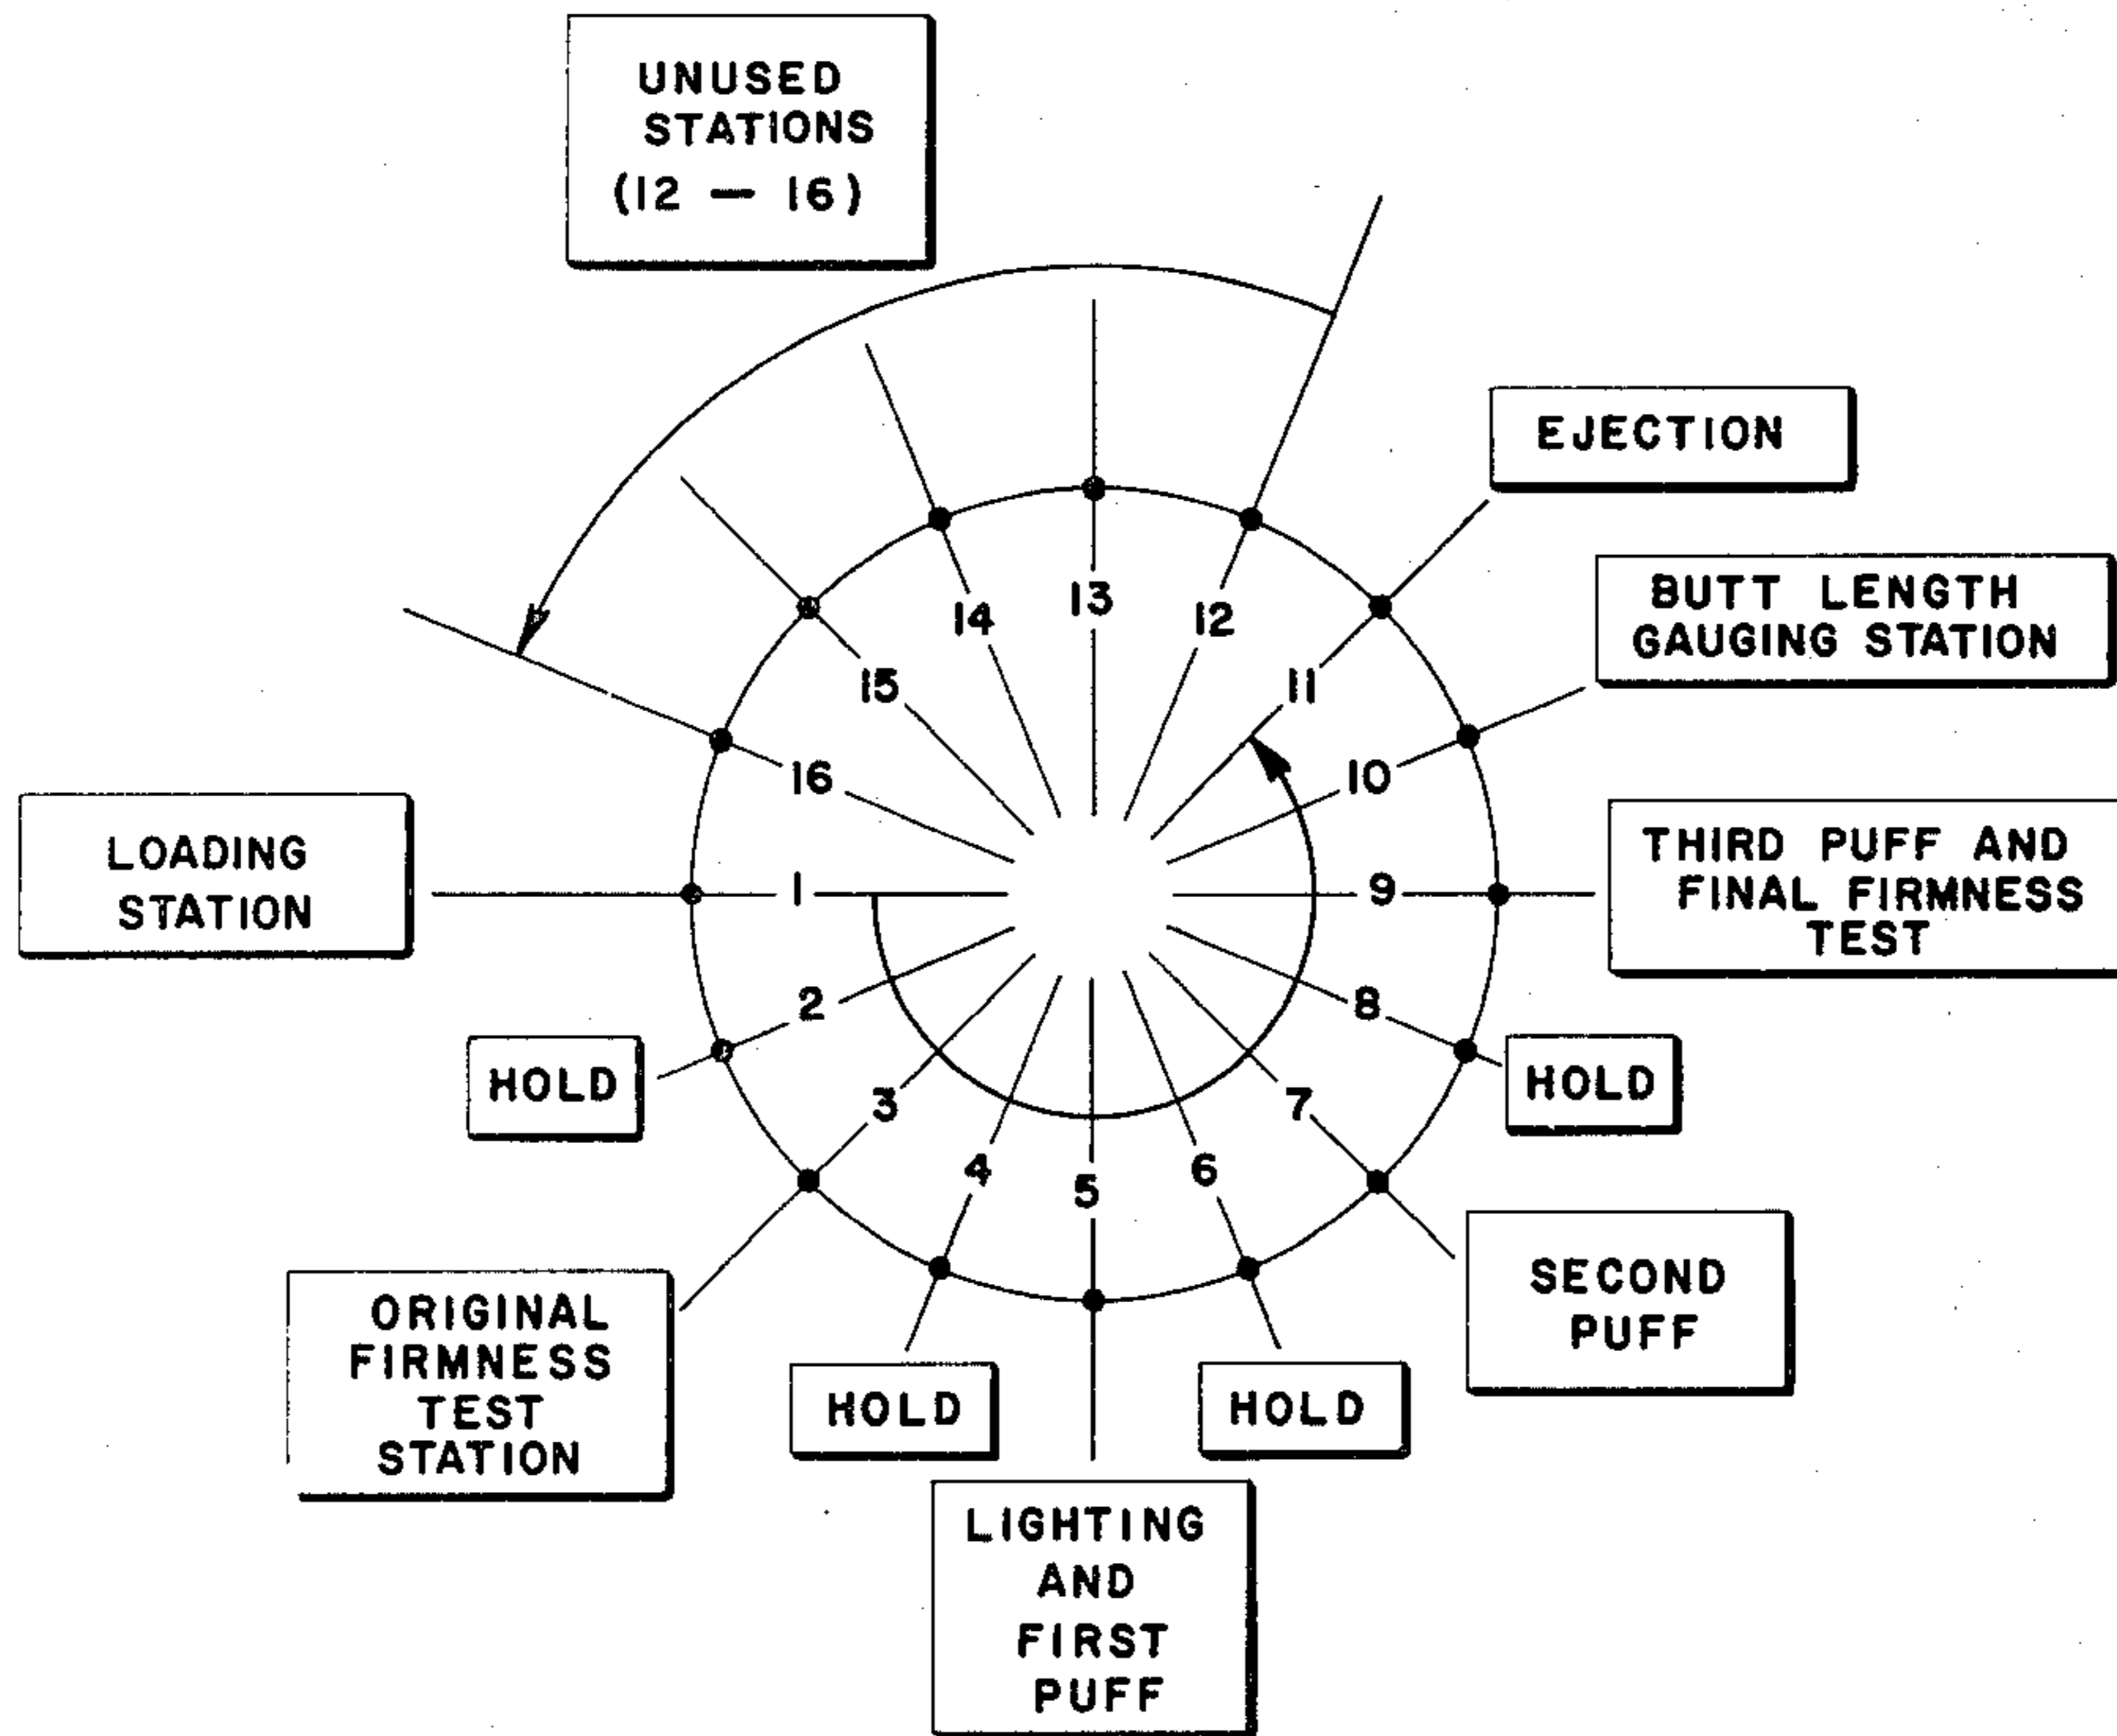 UNUSED
STATIONS
(12 — 16)
EJECTION
BUTT LENGTH
GAUGING STATION
THIRD PUFF AND
FINAL FIRMNESS
TEST
HOLD
SECOND
PUFF
HOLD
LIGHTING
AND
FIRST
PUFF
HOLD
ORIGINAL
FIRMNESS
TEST
STATION
HOLD
LOADING
STATION
1
2
3
4
5
6
7
8
9
10
11
12
13
14
15
16